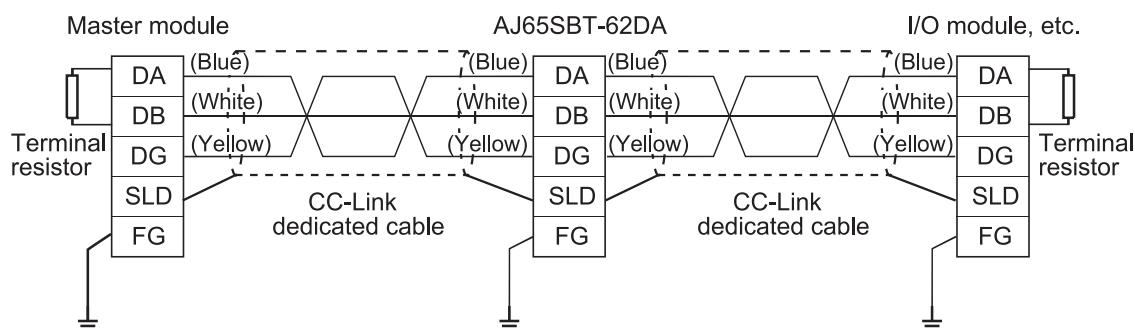 Master module AJ65SBT-62DA I/O module, etc.
DA (Blue) (Blue) DA (Blue) (Blue) DA
DB (White) (White) DB (White) (White) DB
Terminal resistor
DG (Yellow) (Yellow) DG (Yellow) (Yellow) DG
Terminal resistor
SLD SLD SLD
CC-Link
dedicated cable
CC-Link
dedicated cable
FG FG FG